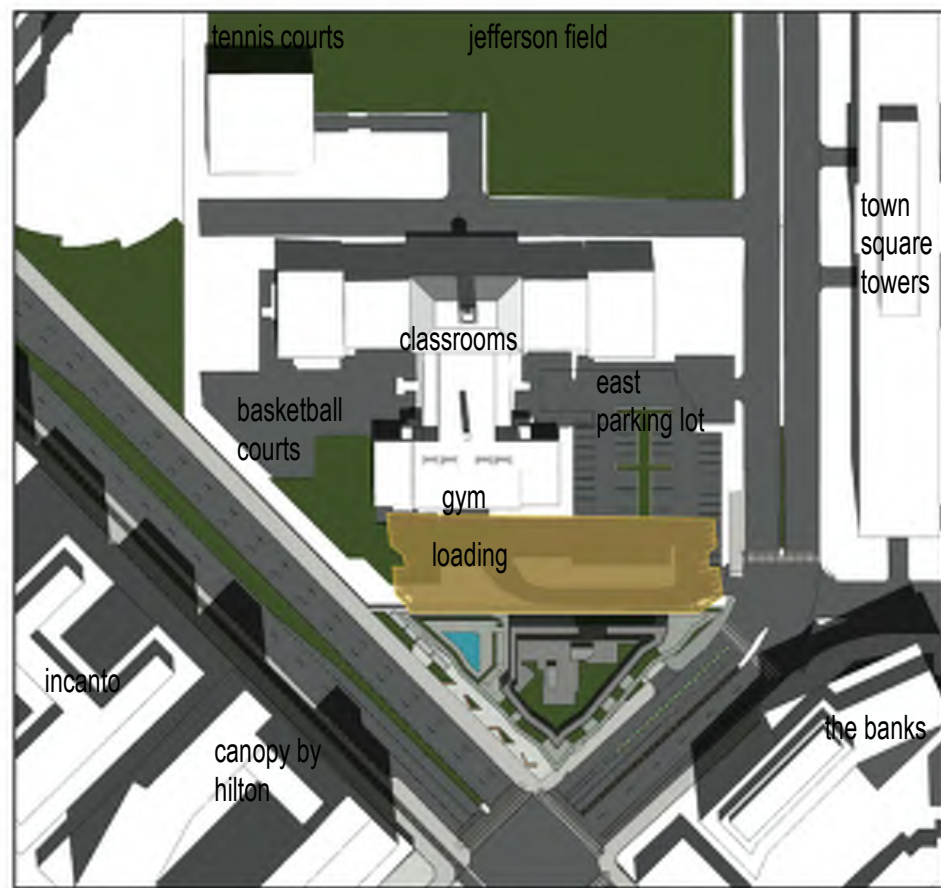 tennis courts
jefferson field
town
square
towers
classrooms
east
parking lot
basketball
courts
gym
loading
incanto
the banks
canopy by
hilton